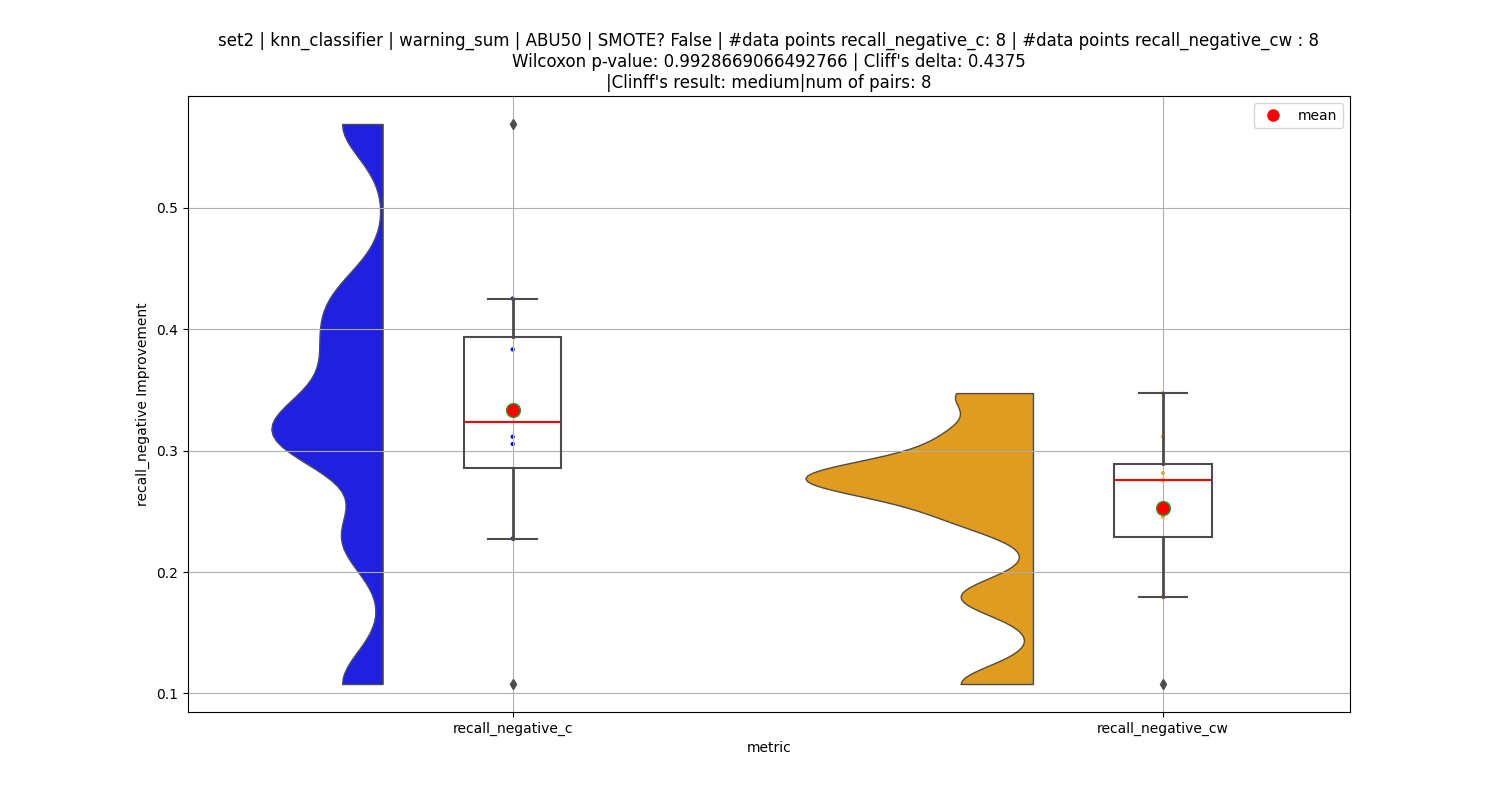 set2 | knn_classifier | warning_sum | ABU50 | SMOTE? False | #data points recall_negative_c: 8 | #data points recall_negative_cw : 8
Wilcoxon p-value: 0.9928669066492766 | Cliff's delta: 0.4375
|Clinff's result: medium|num of pairs: 8
mean
recall_negative Improvement
0.5
0.4
0.3
0.2
0.1
recall_negative_c
recall_negative_cw
metric